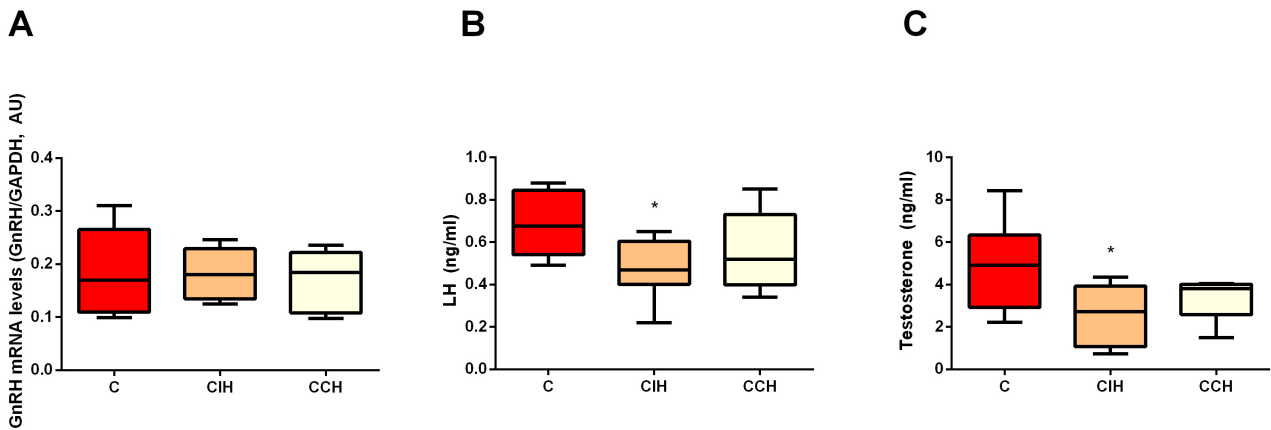 A
GnRH mRNA levels (GnRH/GAPDH, AU)
0.4
0.3
0.2
0.1
0.0
C CIH CCH
B
LH (ng/ml)
1.0
0.8
0.6
0.4
0.2
0.0
*
C CIH CCH
C
Testosterone (ng/ml)
10
8
6
4
2
0
*
C CIH CCH